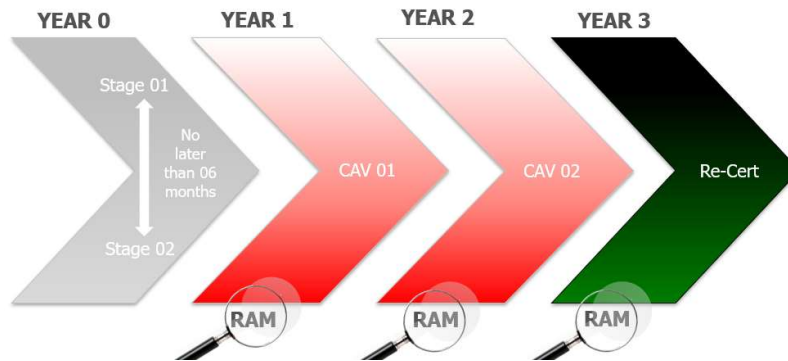 YEAR 0
YEAR 1
YEAR 2
YEAR 3
Stage 01
No
later
than 06
months
Stage 02
CAV 01
CAV 02
Re-Cert
RAM
RAM
RAM